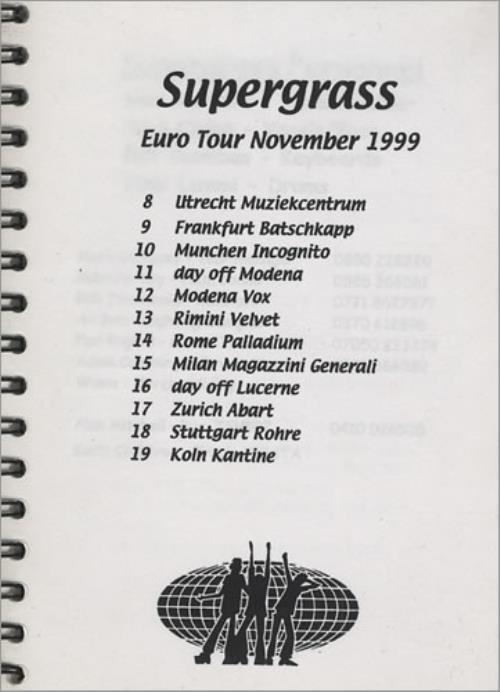 Supergrass
Euro Tour November 1999
8 Utrecht Muziekcentrum
9 Frankfurt Batschkapp
10 Munchen Incognito
11 day off Modena
12 Modena Vox
13 Rimini Velvet
14 Rome Palladium
15 Milan Magazzini Generali
16 day off Lucerne
17 Zurich Abart
18 Stuttgart Rohre
19 Koln Kantine